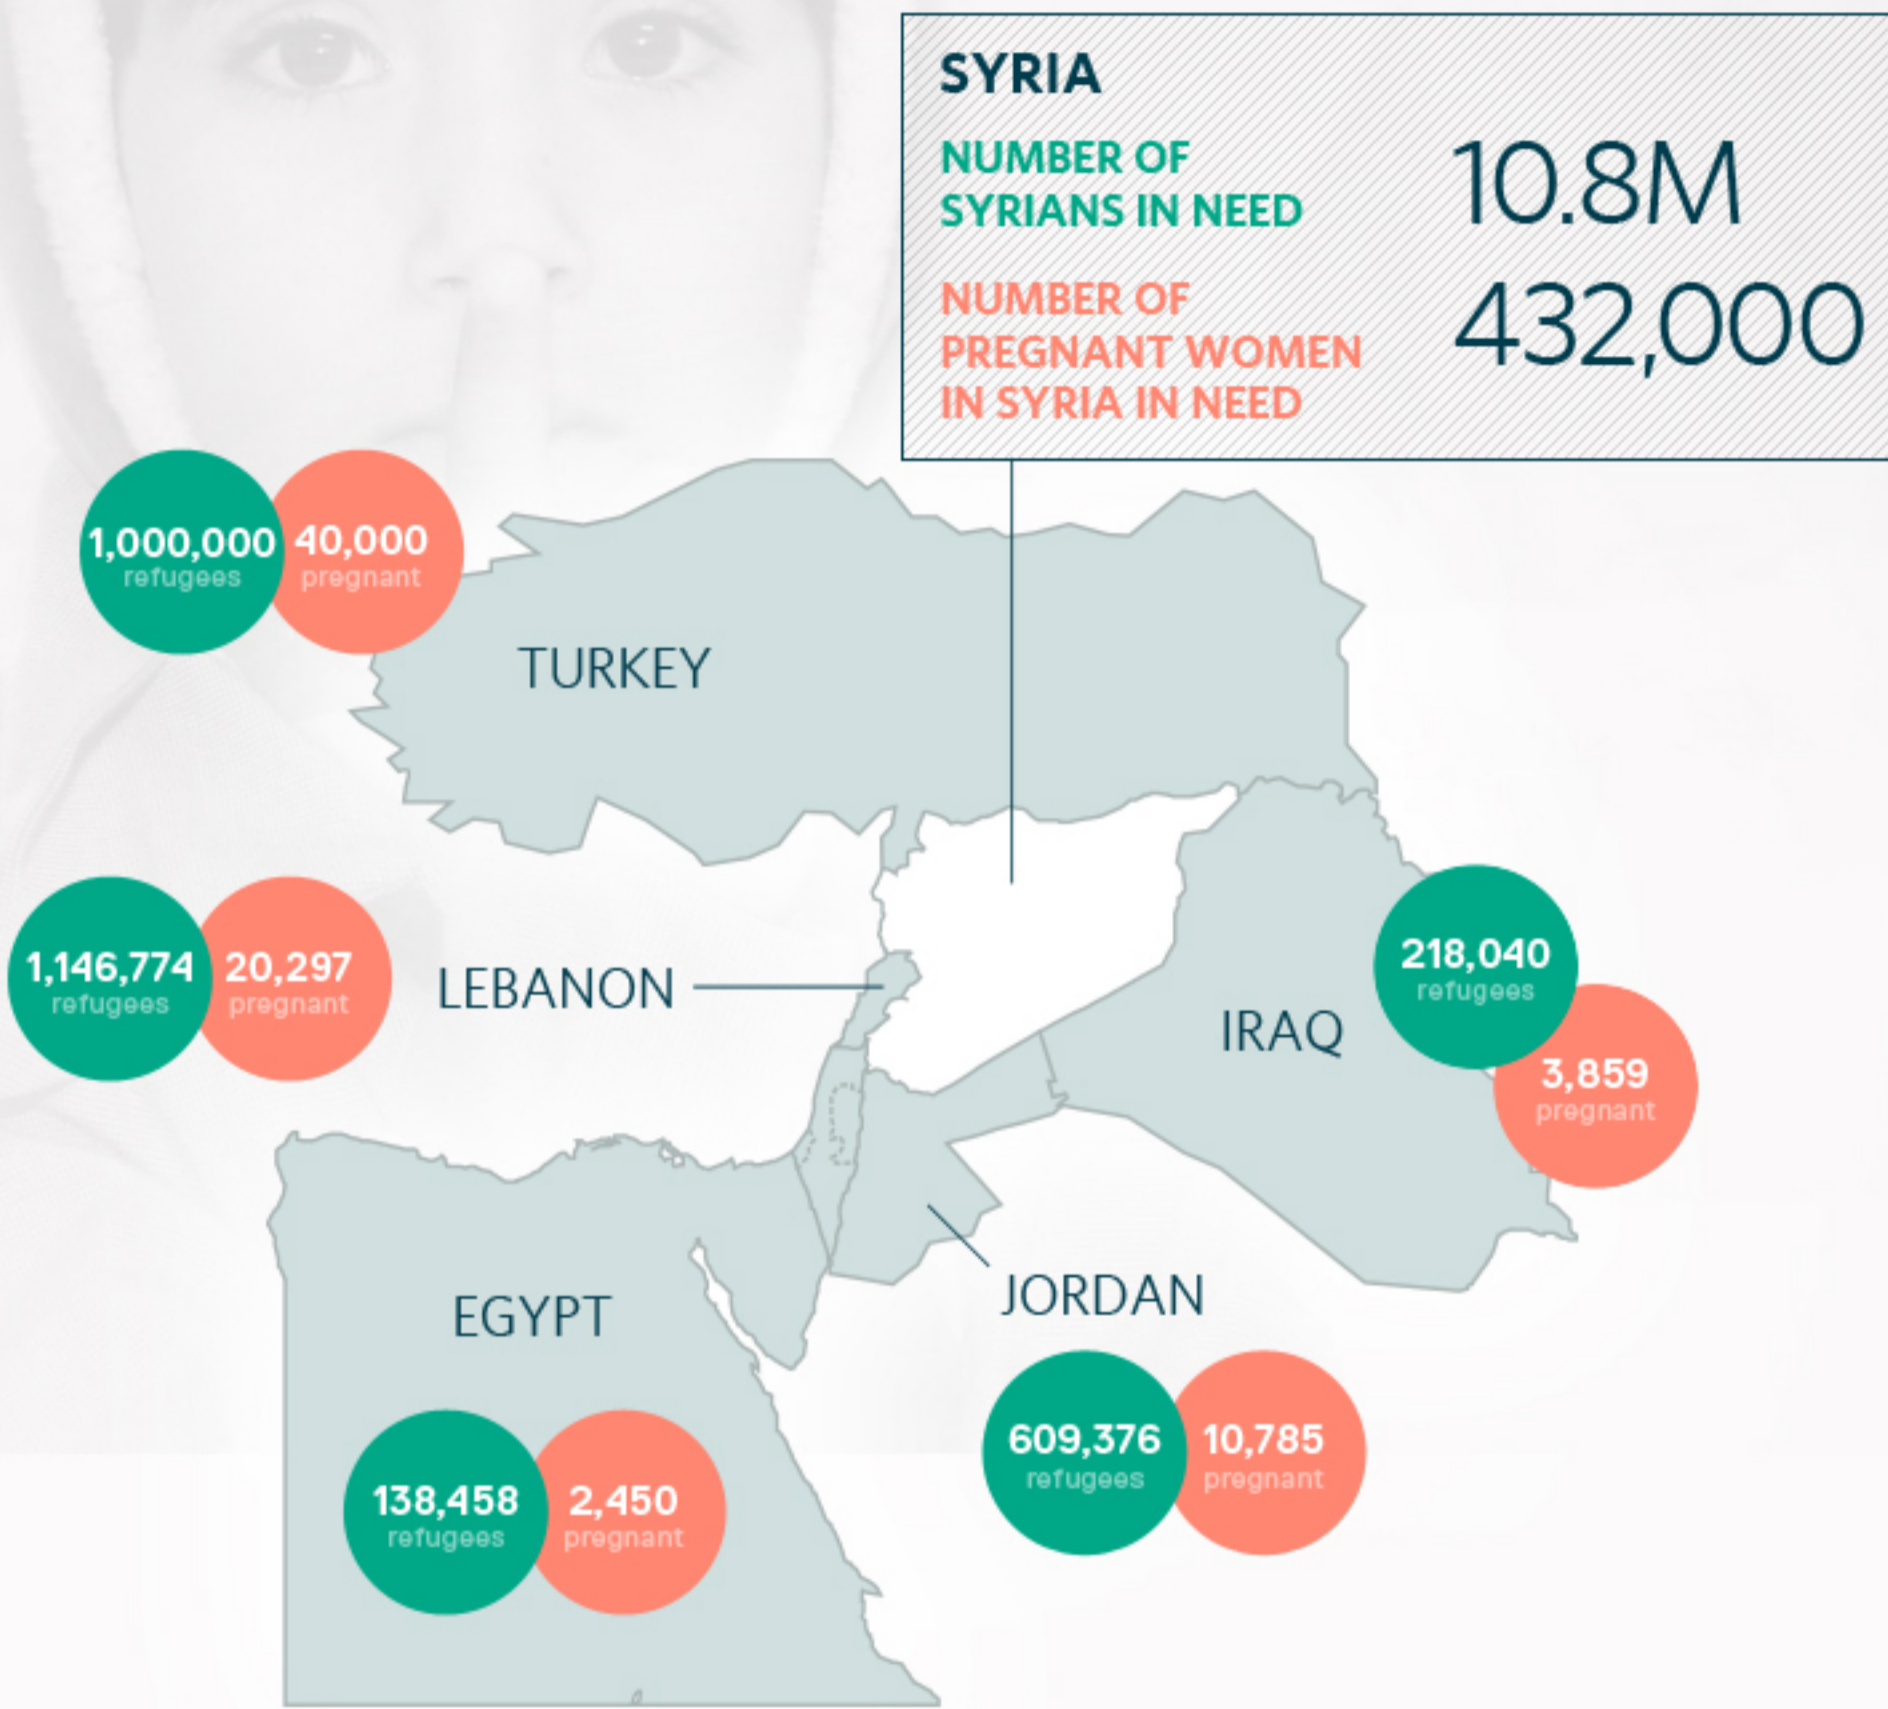 SYRIA
NUMBER OF
SYRIANS IN NEED
10.8M
NUMBER OF
PREGNANT WOMEN
IN SYRIA IN NEED
432,000
1,000,000
refugees
40,000
pregnant
TURKEY
1,146,774
refugees
20,297
pregnant
LEBANON
218,040
refugees
IRAQ
3,859
pregnant
EGYPT
JORDAN
609,376
refugees
10,785
pregnant
138,458
refugees
2,450
pregnant